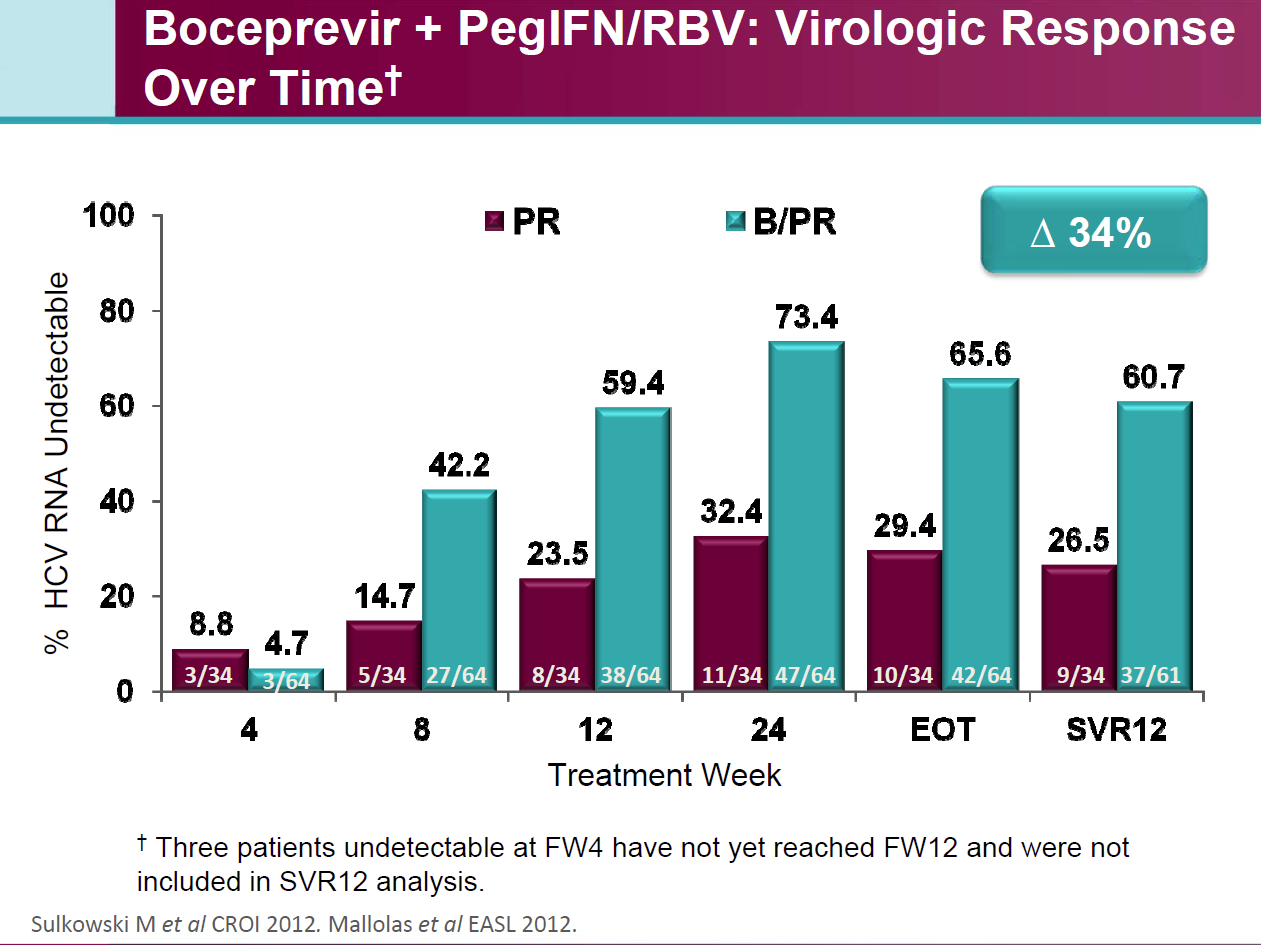 Boceprevir + PegIFN/RBV: Virologic Response
Over Time†
Δ 34%
PR
B/PR
% HCV RNA Undetectable
100
80
60
40
20
0
8.8
4.7
14.7
42.2
23.5
59.4
32.4
73.4
29.4
65.6
26.5
60.7
3/34
3/64
5/34
27/64
8/34
38/64
11/34
47/64
10/34
42/64
9/34
37/61
4
8
12
24
EOT
SVR12
Treatment Week
† Three patients undetectable at FW4 have not yet reached FW12 and were not
included in SVR12 analysis.
Sulkowski M et al CROI 2012. Mallolas et al EASL 2012.